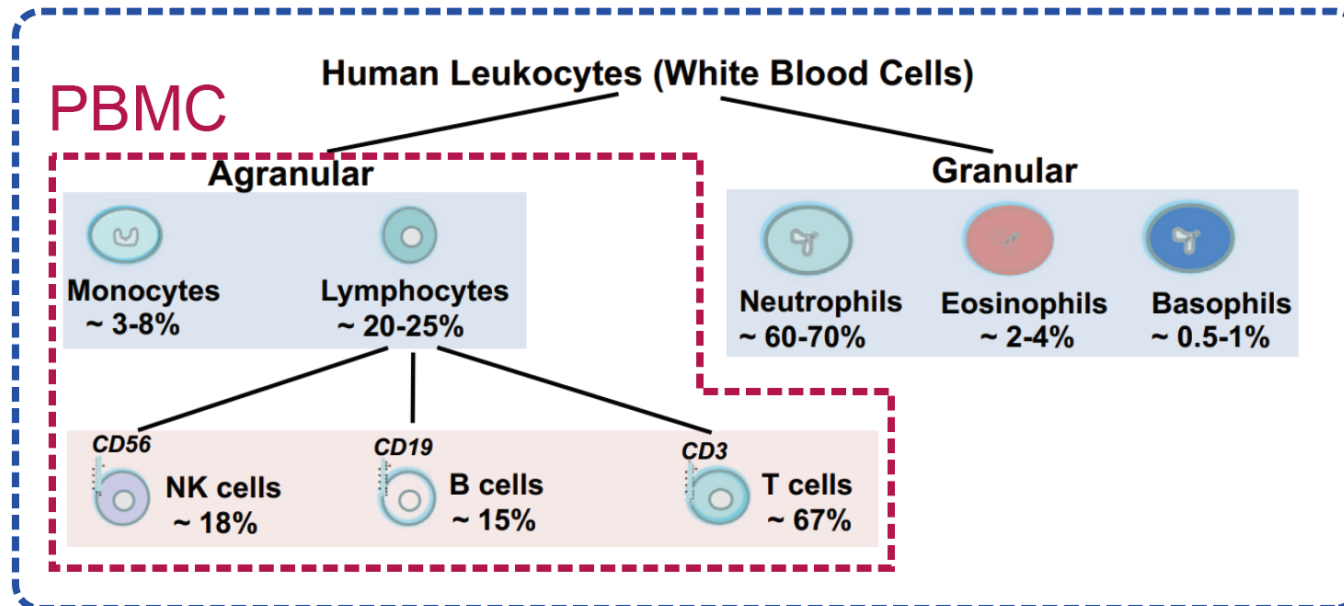 Human Leukocytes (White Blood Cells)
PBMC
Agranular
Granular
Monocytes
~ 3-8%
Lymphocytes
~ 20-25%
Neutrophils
~ 60-70%
Eosinophils
~ 2-4%
Basophils
~ 0.5-1%
CD56
NK cells
~ 18%
CD19
B cells
~ 15%
CD3
T cells
~ 67%